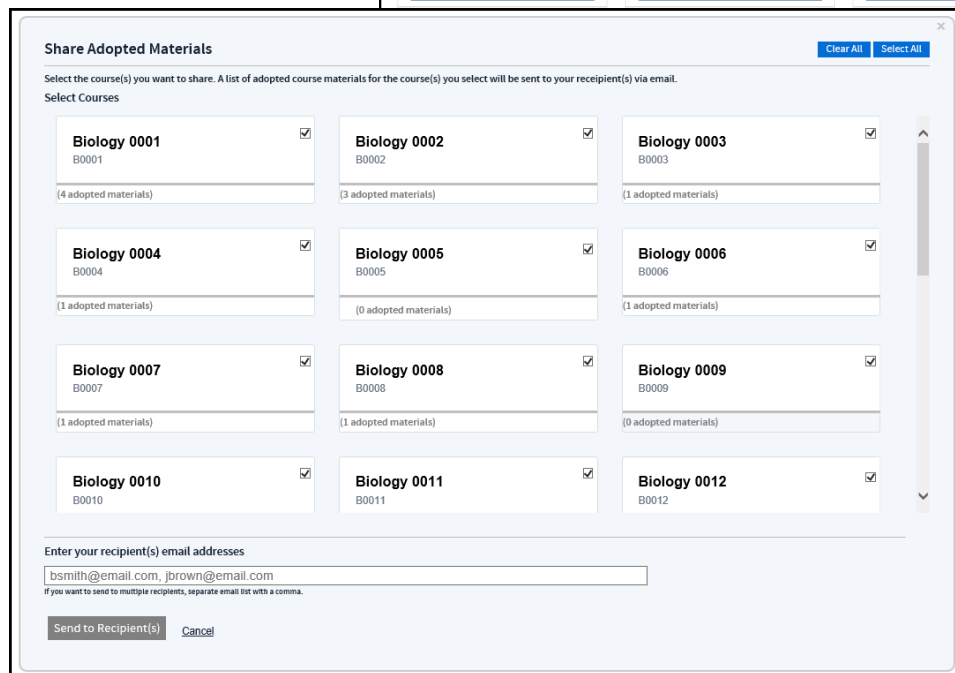 Share Adopted Materials
Clear All
Select All
Select the course(s) you want to share. A list of adopted course materials for the course(s) you select will be sent to your receipient(s) via email.
Select Courses
Biology 0001
B0001
(4 adopted materials)
Biology 0002
B0002
(3 adopted materials)
Biology 0003
B0003
(1 adopted materials)
Biology 0004
B0004
(1 adopted materials)
Biology 0005
B0005
(0 adopted materials)
Biology 0006
B0006
(1 adopted materials)
Biology 0007
B0007
(1 adopted materials)
Biology 0008
B0008
(1 adopted materials)
Biology 0009
B0009
(0 adopted materials)
Biology 0010
B0010
Biology 0011
B0011
Biology 0012
B0012
Enter your recipient(s) email addresses
bsmith@email.com, jbrown@email.com
If you want to send to multiple recipients, separate email list with a comma.
Send to Recipient(s)
Cancel